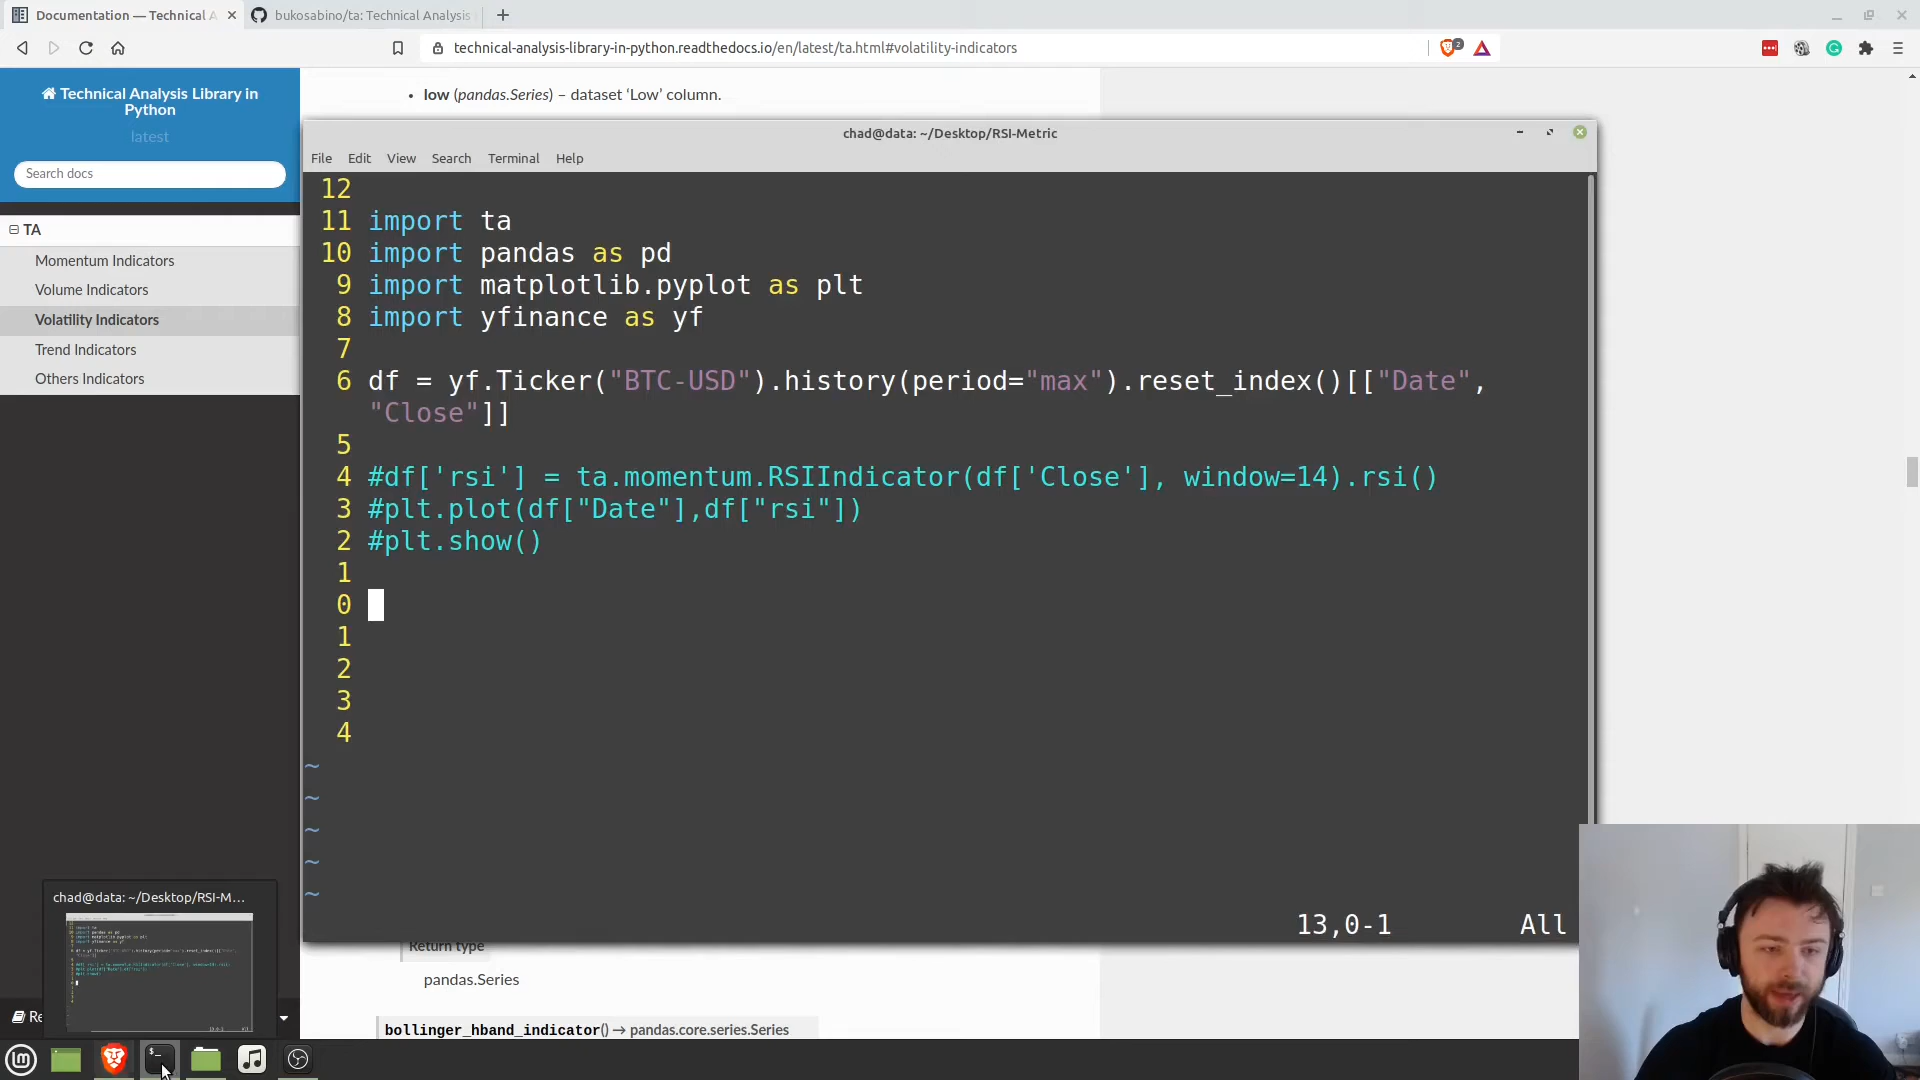 Documentation — Technical A
bukosabino/ta: Technical Analysis
technical-analysis-library-in-python.readthedocs.io/en/latest/ta.html#volatility-indicators
2
Technical Analysis Library in
Python
latest
Search docs
TA
Momentum Indicators
Volume Indicators
Volatility Indicators
Trend Indicators
Others Indicators
• low (pandas.Series) – dataset ‘Low’ column.
chad@data: ~/Desktop/RSI-Metric
File Edit View Search Terminal Help
12
11 import ta
10 import pandas as pd
9 import matplotlib.pyplot as plt
8 import yfinance as yf
7
6 df = yf.Ticker("BTC-USD").history(period="max").reset_index()[["Date",
"Close"]]
5
4 #df['rsi'] = ta.momentum.RSIIndicator(df['Close'], window=14).rsi()
3 #plt.plot(df["Date"],df["rsi"])
2 #plt.show()
1
0
1
2
3
4
~
~
~
~
~
13,0-1 All
chad@data: ~/Desktop/RSI-M...
Return type
pandas.Series
bollinger_hband_indicator() → pandas.core.series.Series